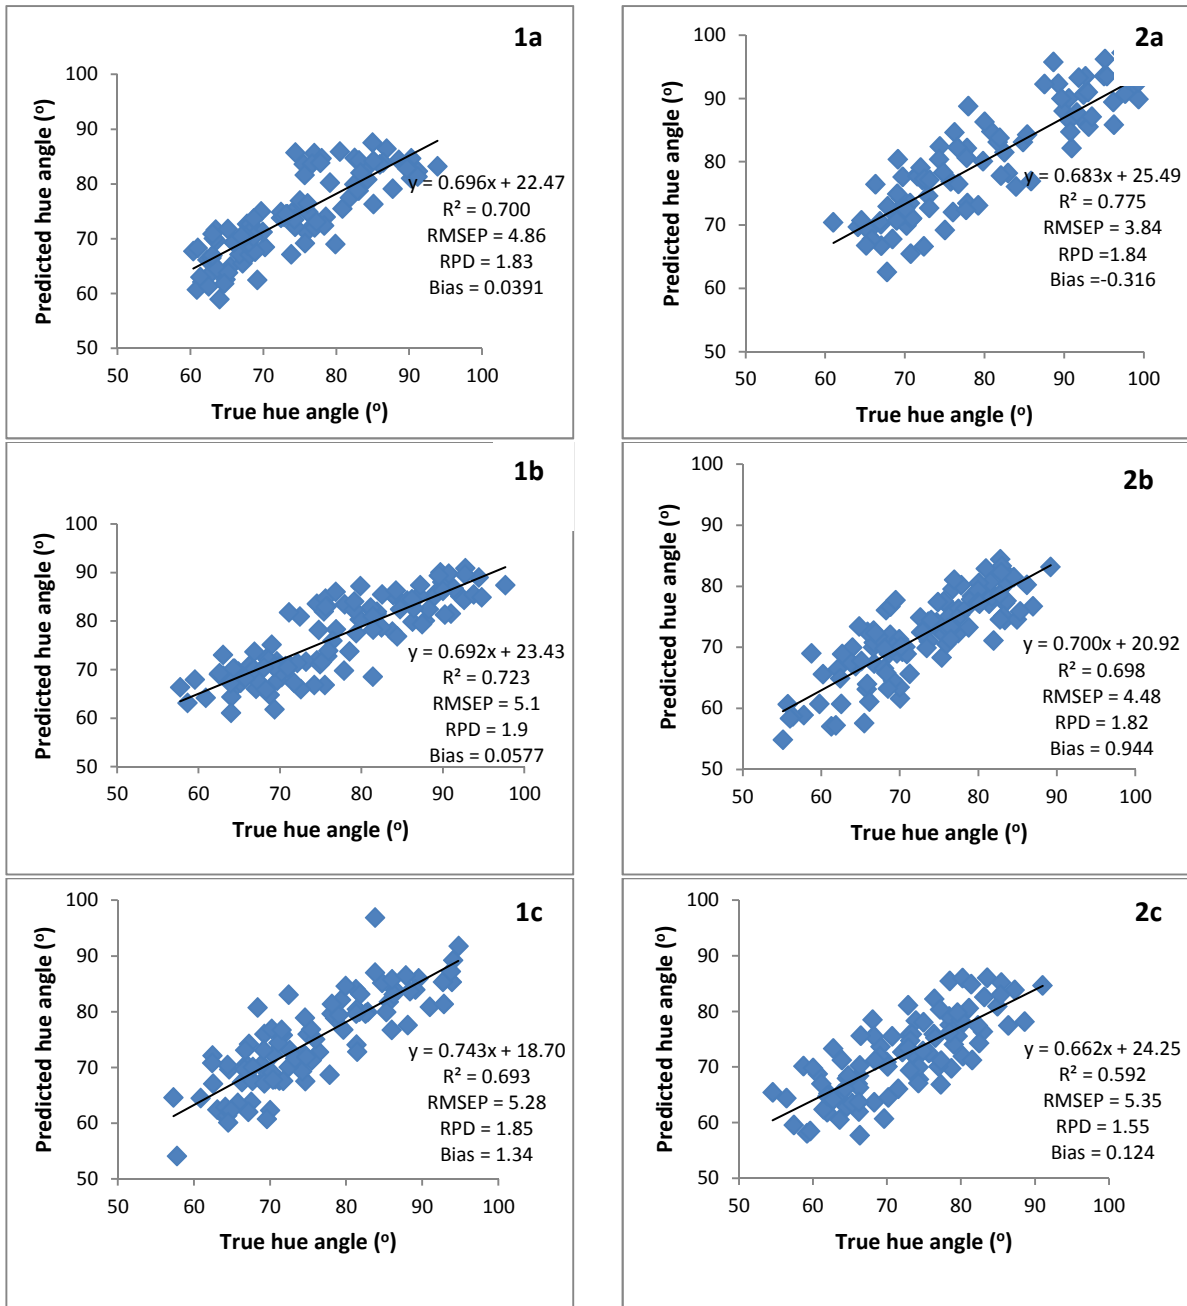 1a
100
90
80
70
60
50
Predicted hue angle (º)
y = 0.696x + 22.47
R² = 0.700
RMSEP = 4.86
RPD = 1.83
Bias = 0.0391
50 60 70 80 90 100
True hue angle (º)
2a
100
90
80
70
60
50
Predicted hue angle (º)
y = 0.683x + 25.49
R² = 0.775
RMSEP = 3.84
RPD =1.84
Bias =-0.316
50 60 70 80 90 100
True hue angle (º)
1b
100
90
80
70
60
50
Predicted hue angle (º)
y = 0.692x + 23.43
R² = 0.723
RMSEP = 5.1
RPD = 1.9
Bias = 0.0577
50 60 70 80 90 100
True hue angle (º)
2b
100
90
80
70
60
50
Predicted hue angle (º)
y = 0.700x + 20.92
R² = 0.698
RMSEP = 4.48
RPD = 1.82
Bias = 0.944
50 60 70 80 90 100
True hue angle (º)
1c
100
90
80
70
60
50
Predicted hue angle (º)
y = 0.743x + 18.70
R² = 0.693
RMSEP = 5.28
RPD = 1.85
Bias = 1.34
50 60 70 80 90 100
True hue angle (º)
2c
100
90
80
70
60
50
Predicted hue angle (º)
y = 0.662x + 24.25
R² = 0.592
RMSEP = 5.35
RPD = 1.55
Bias = 0.124
50 60 70 80 90 100
True hue angle (º)